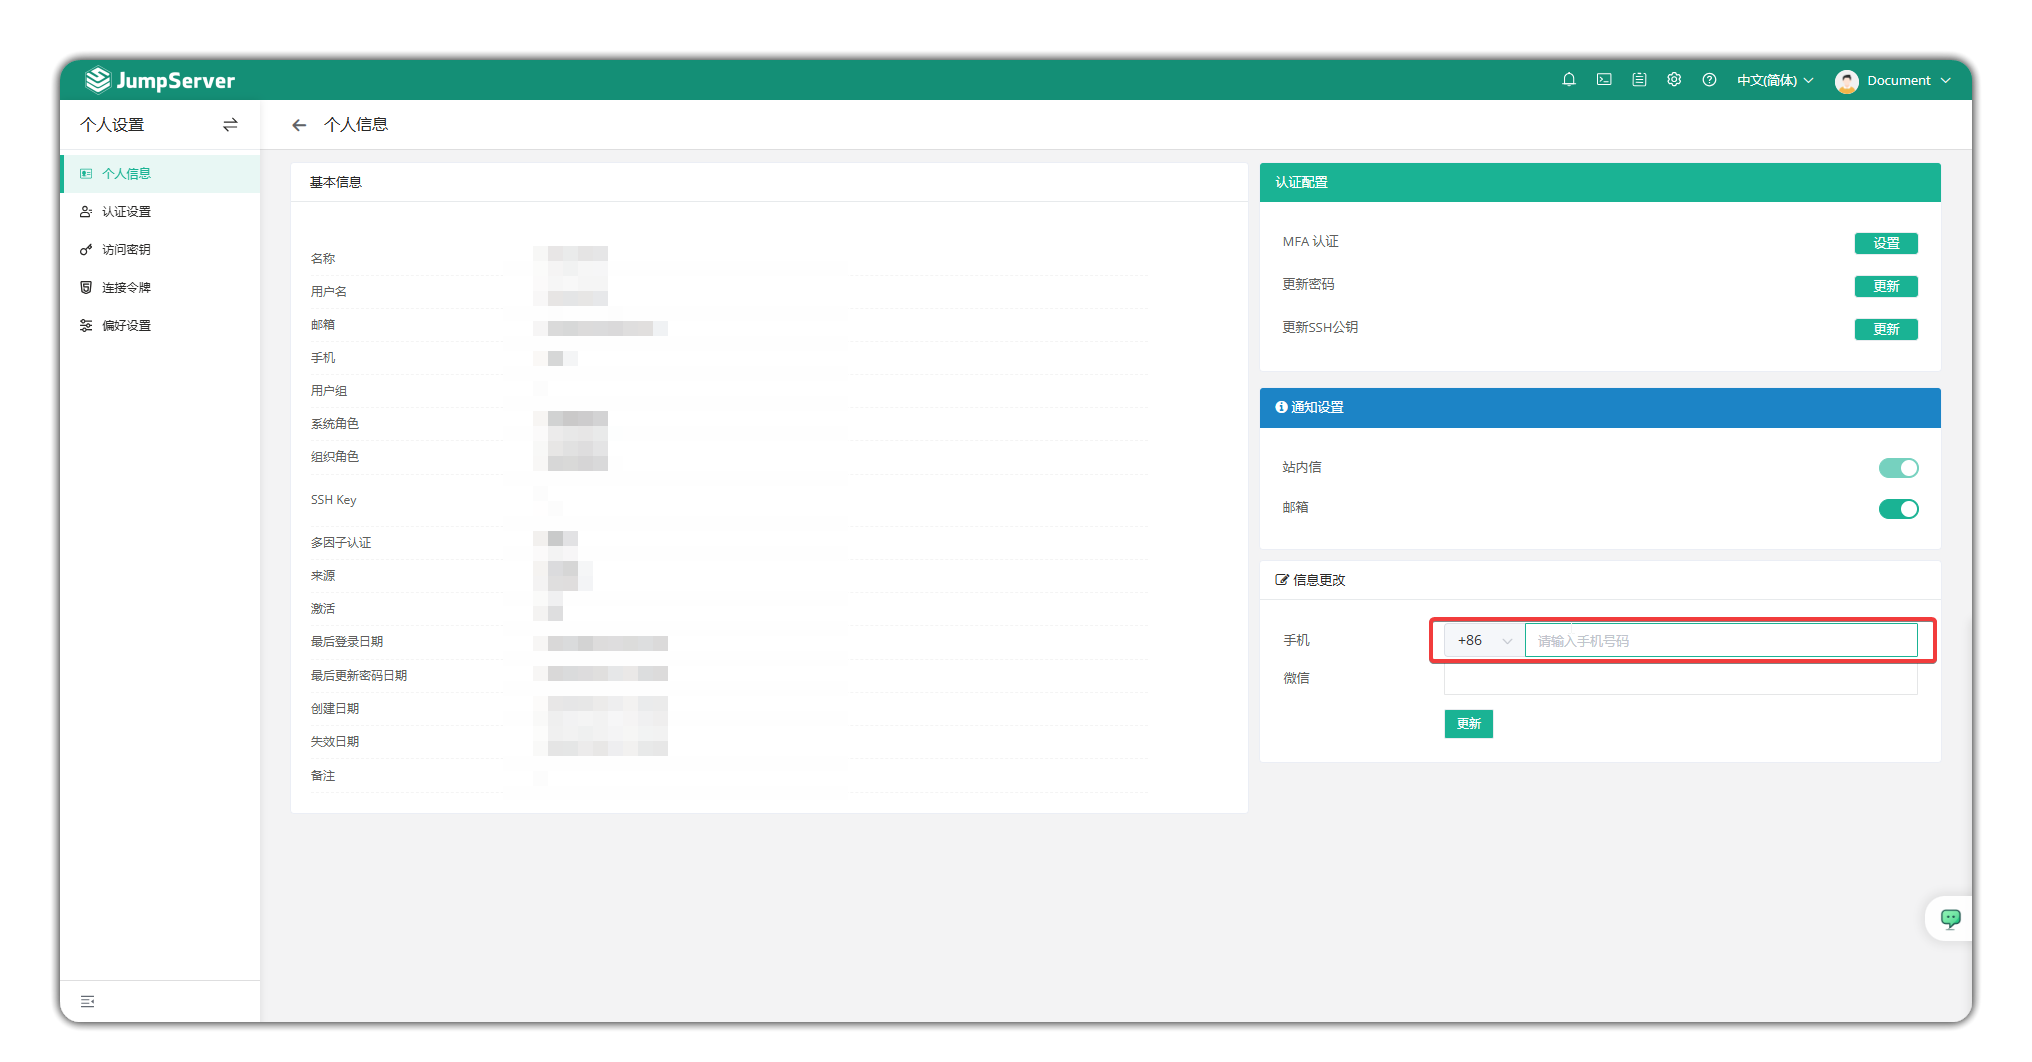 JumpServer
中文(简体)
Document
个人设置
个人信息
个人信息
认证设置
访问密钥
连接令牌
偏好设置
基本信息
名称
用户名
邮箱
手机
用户组
系统角色
组织角色
SSH Key
多因子认证
来源
激活
最后登录日期
最后更新密码日期
创建日期
失效日期
备注
认证配置
MFA 认证
设置
更新密码
更新
更新SSH公钥
更新
通知设置
站内信
邮箱
信息更改
手机
+86
请输入手机号码
微信
更新